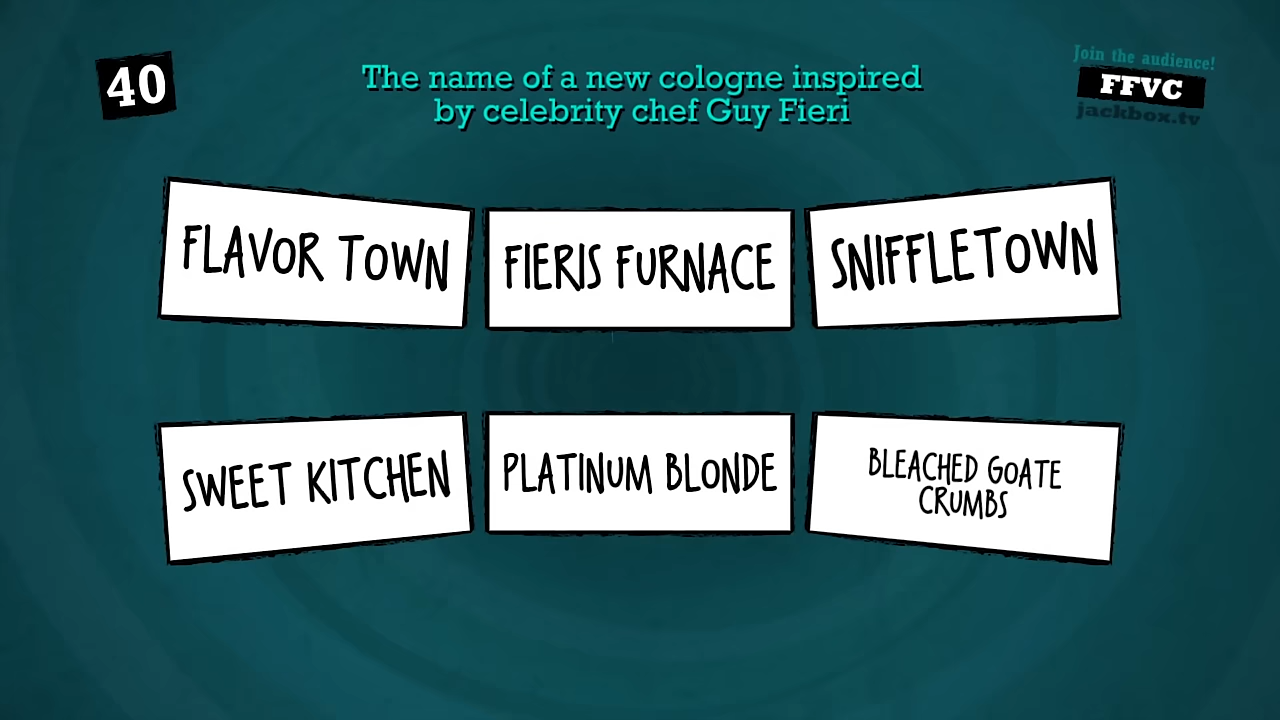 40
The name of a new cologne inspired
by celebrity chef Guy Fieri
Join the audience!
FFVC
jackbox.tv
FLAVOR TOWN
FIERIS FURNACE
SNIFFLETOWN
SWEET KITCHEN
PLATINUM BLONDE
BLEACHED GOATE
CRUMBS